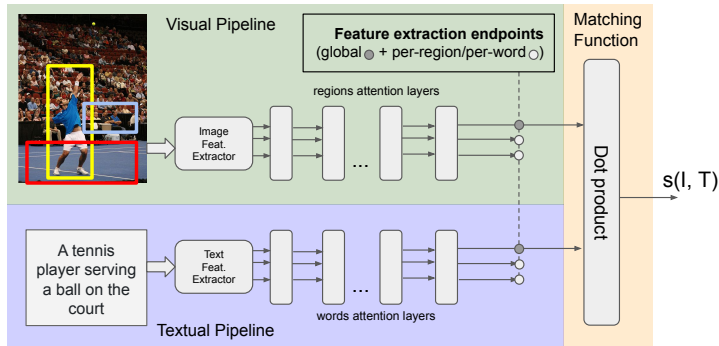 Visual Pipeline
Feature extraction endpoints
(global + per-region/per-word )
Matching
Function
regions attention layers
Image
Feat.
Extractor
...
Dot product
s(I, T)
A tennis
player serving
a ball on the
court
Text
Feat.
Extractor
...
words attention layers
Textual Pipeline